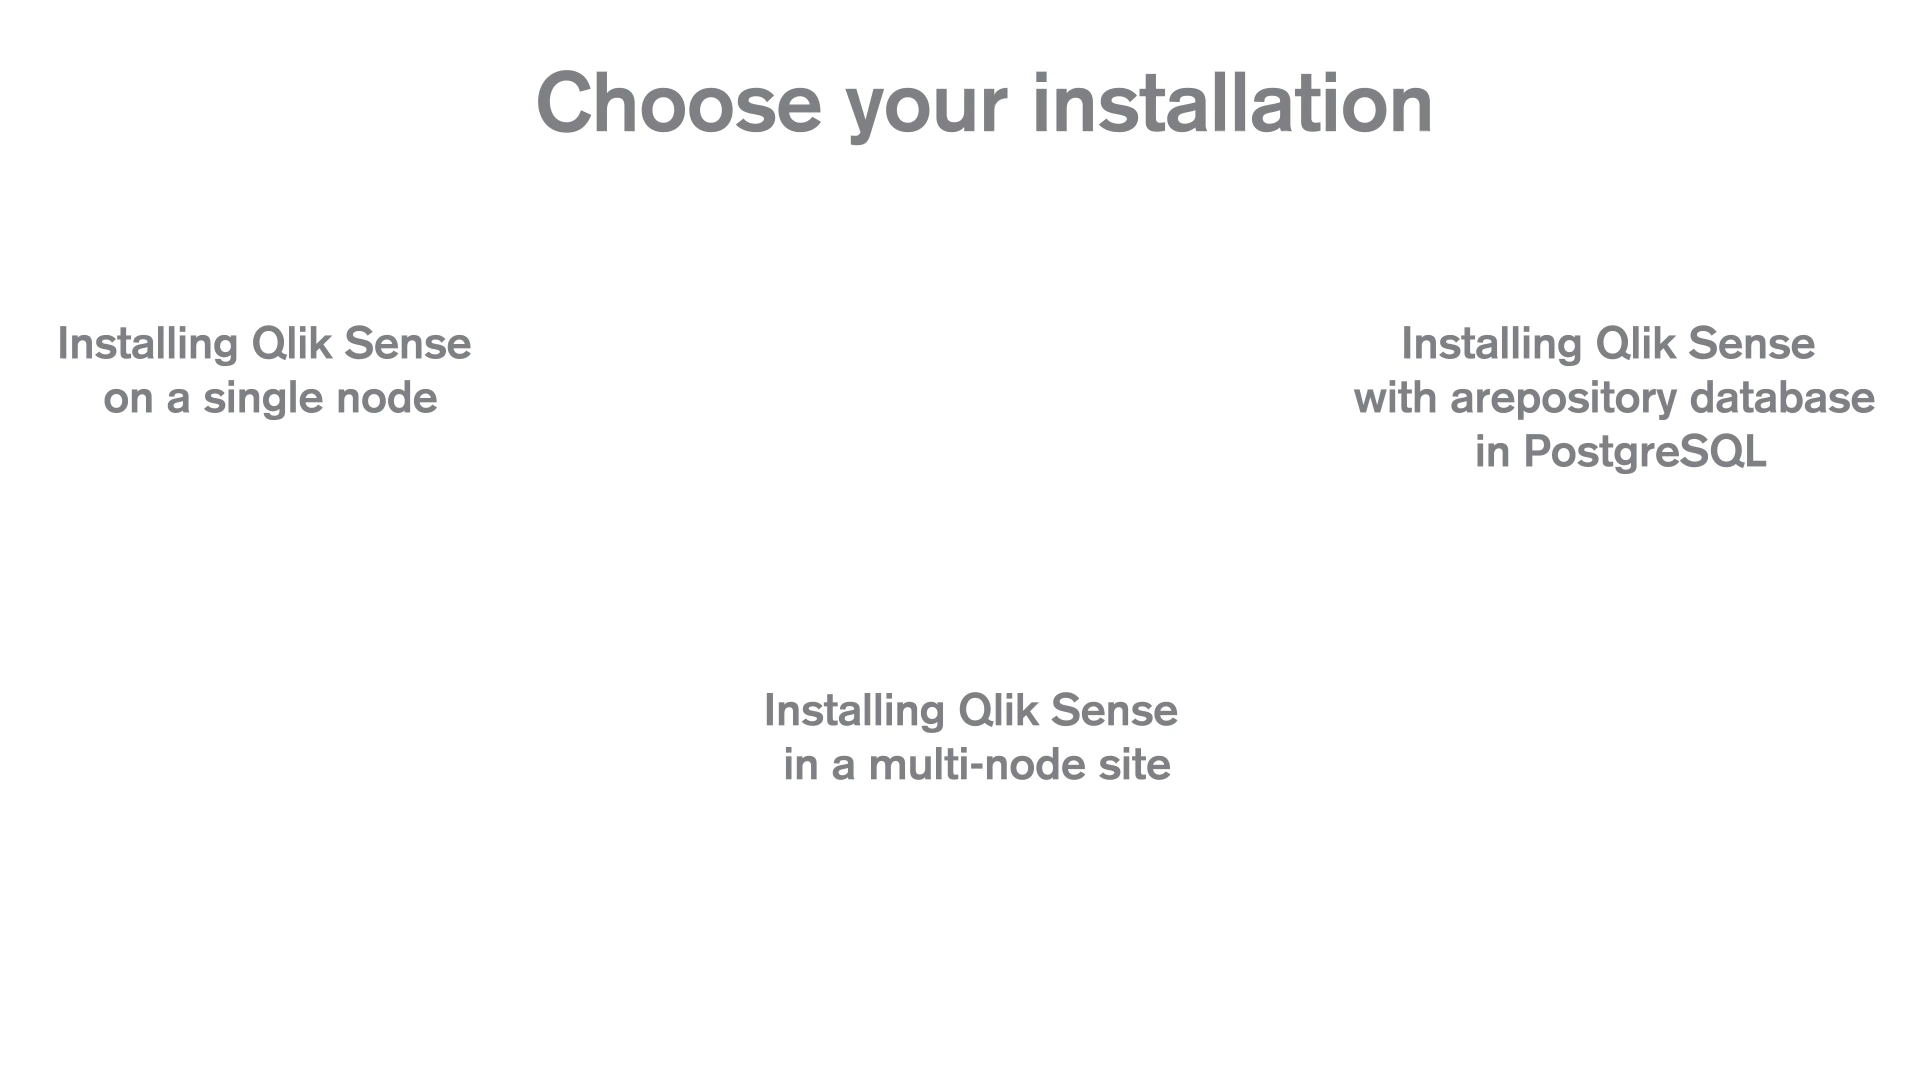 Choose your installation
Installing Qlik Sense
on a single node
Installing Qlik Sense
with arepository database
in PostgreSQL
Installing Qlik Sense
in a multi-node site